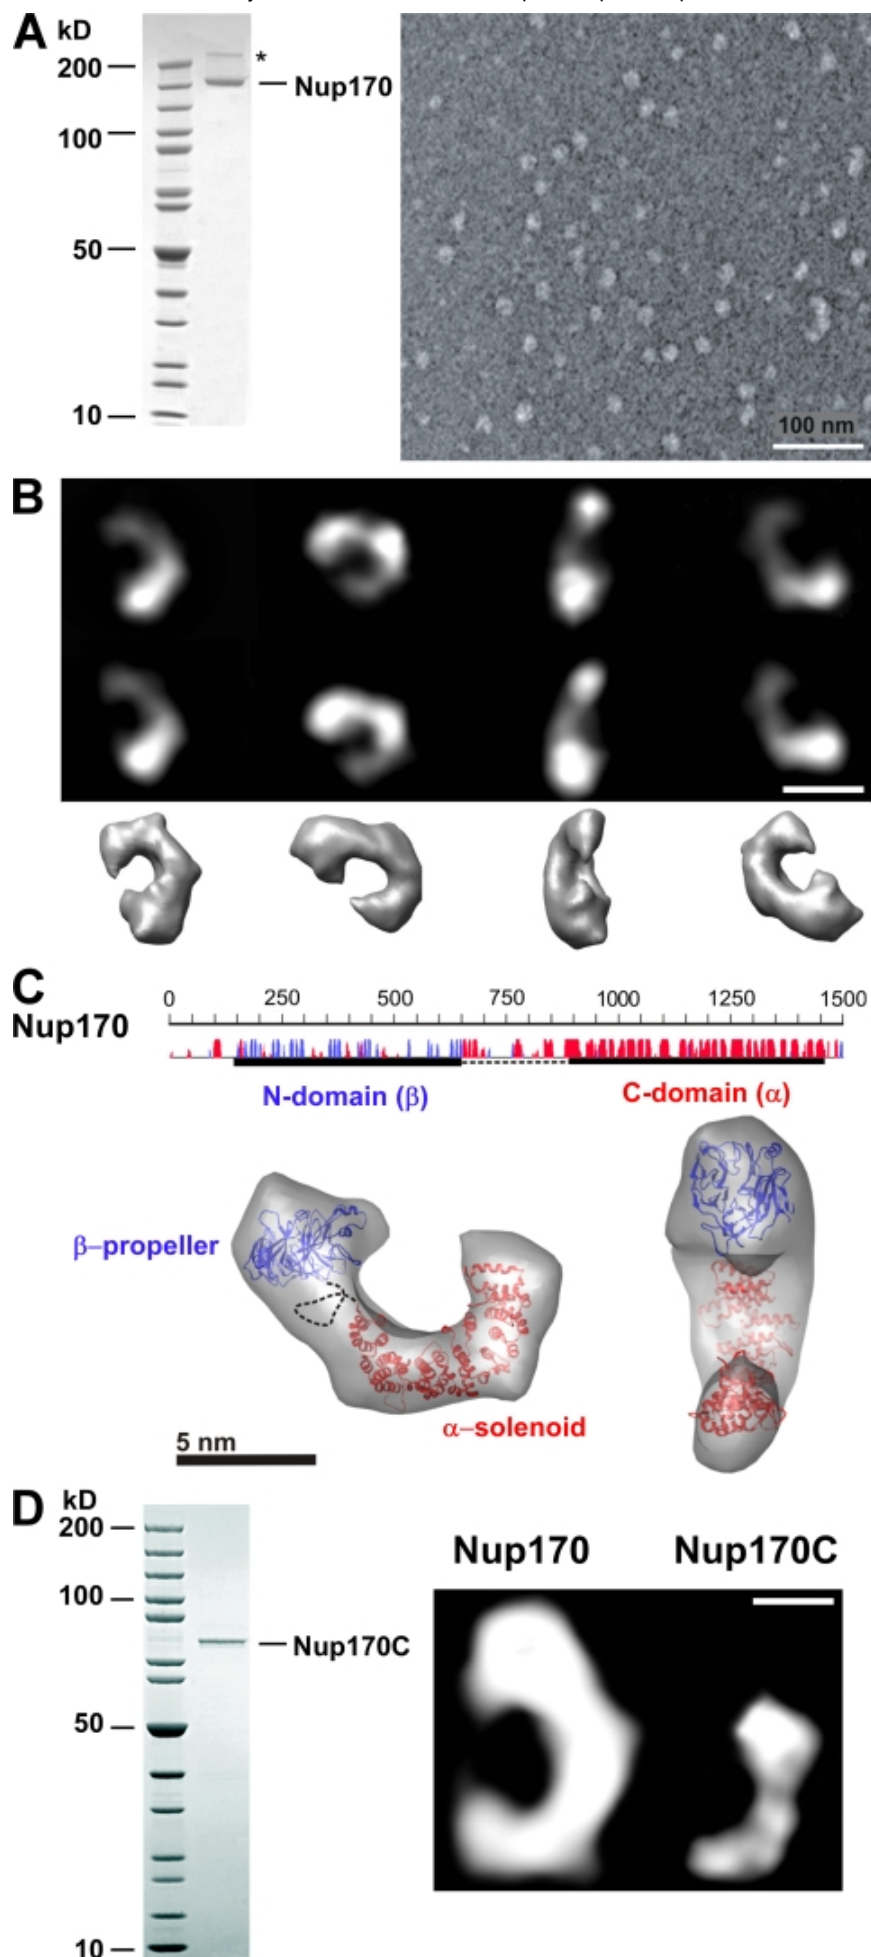 A
kD
200
*
Nup170
100
50
10
100 nm
B
C
Nup170
0 250 500 750 1000 1250 1500
N-domain (β)
C-domain (α)
β–propeller
α–solenoid
5 nm
D
kD
200
100
Nup170C
50
10
Nup170
Nup170C